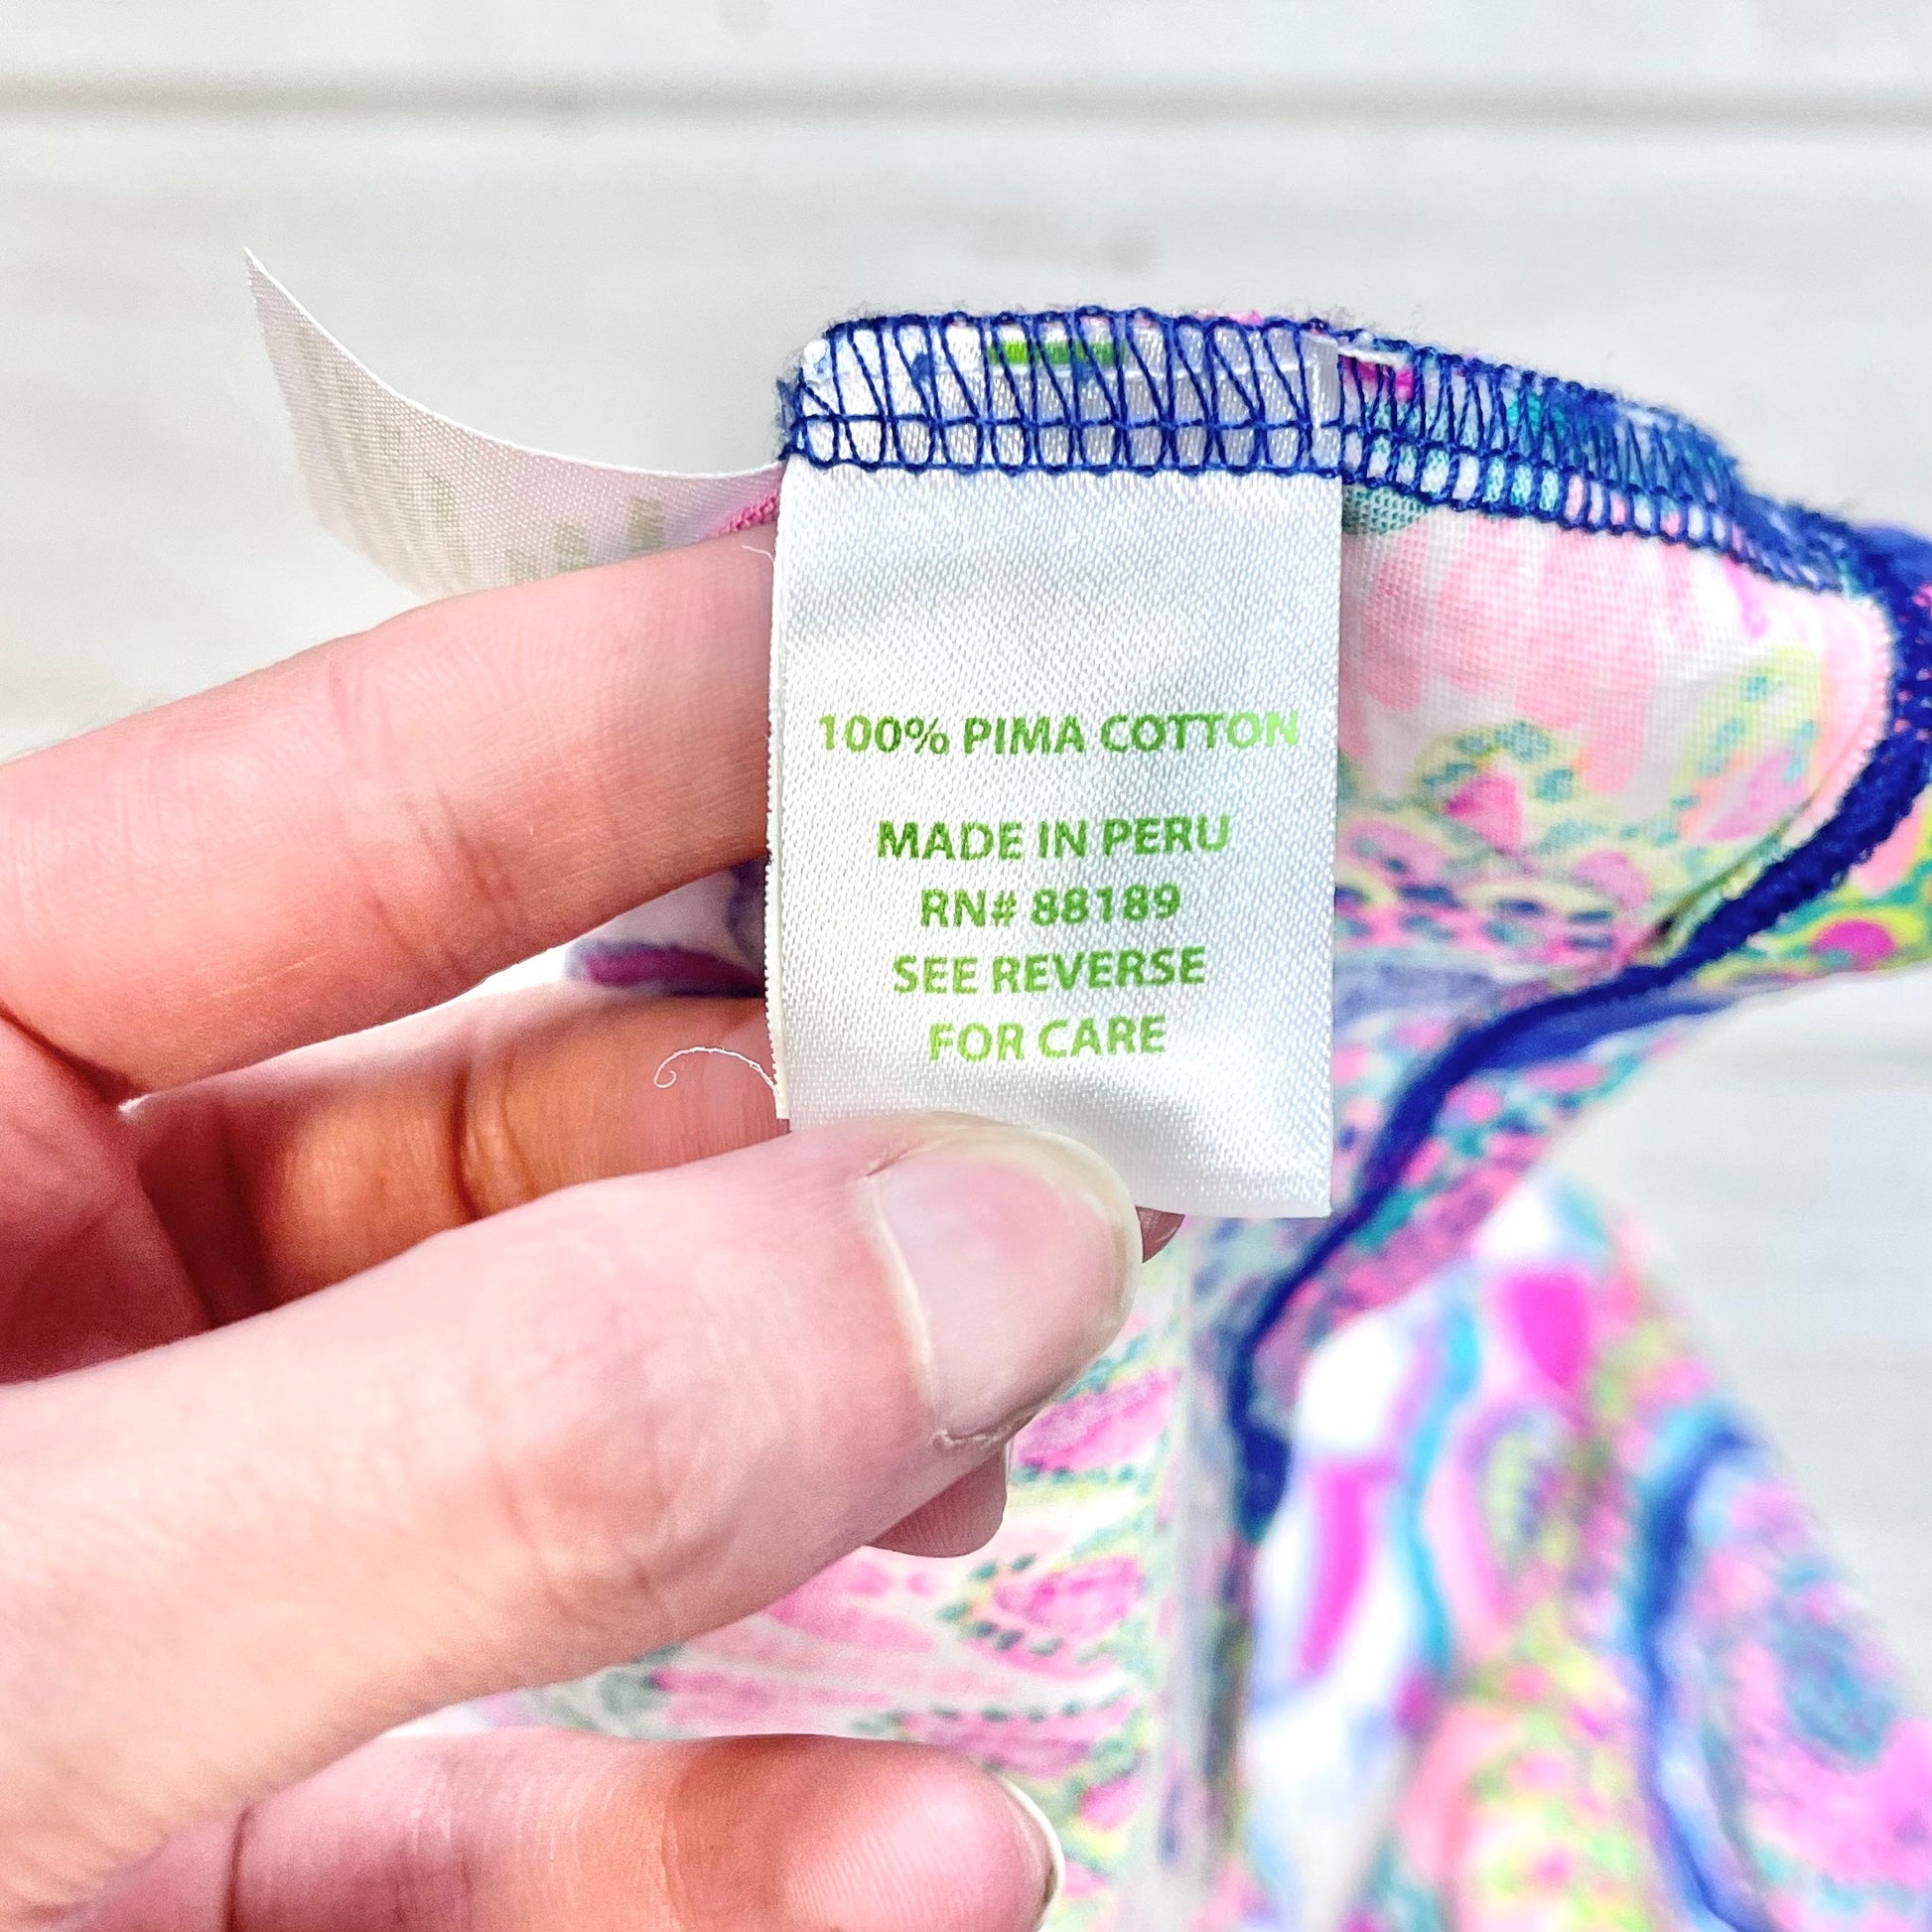 100% PIMA COTTON
MADE IN PERU
RN# 88189
SEE REVERSE
FOR CARE